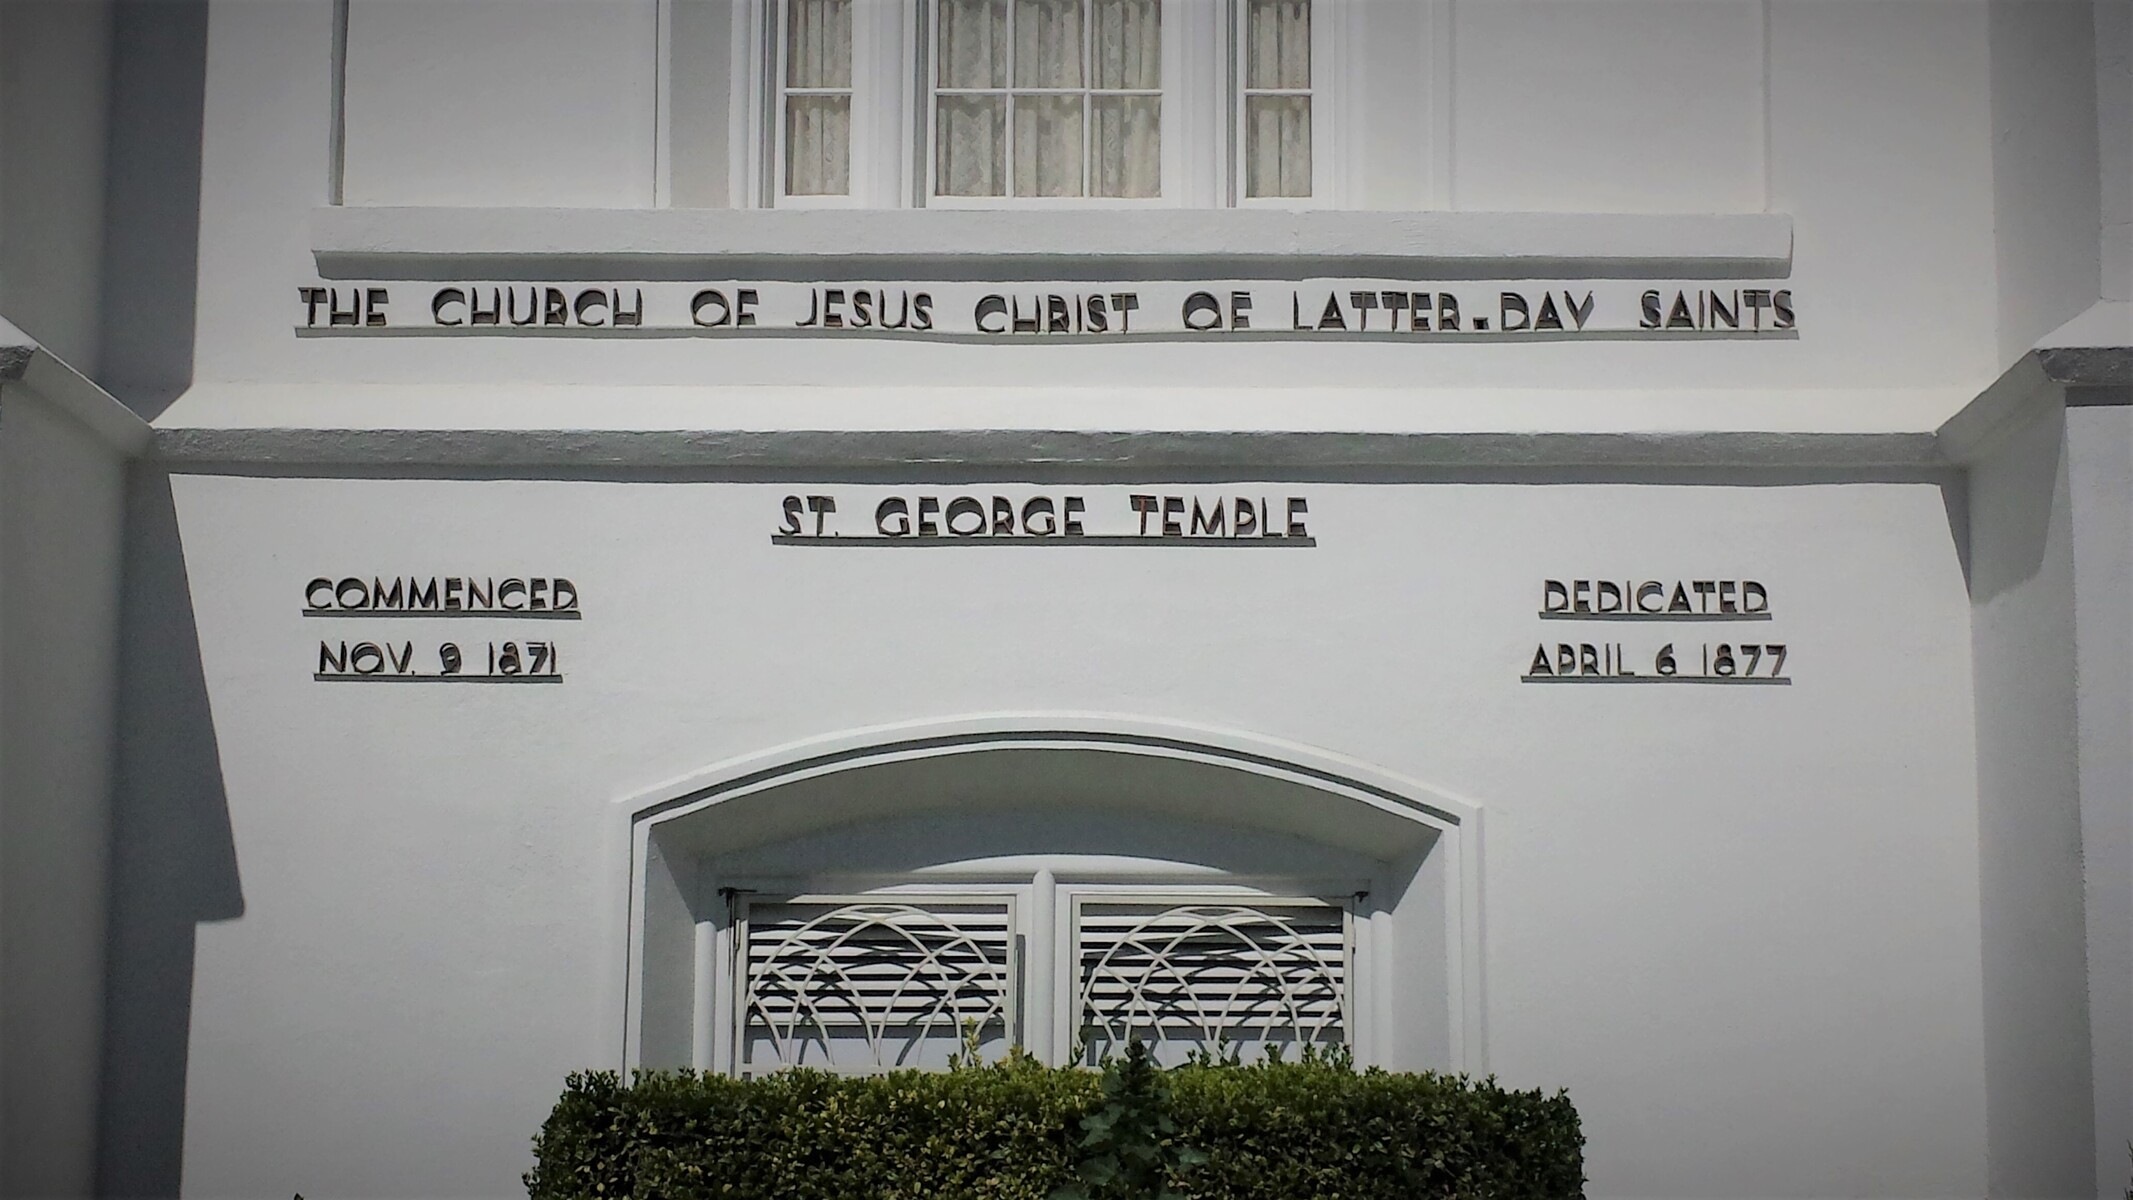 THE CHURCH OF JESUS CHRIST OF LATTER-DAY SAINTS
ST. GEORGE TEMPLE
COMMENCED
NOV. 9 1871
DEDICATED
APRIL 6 1877